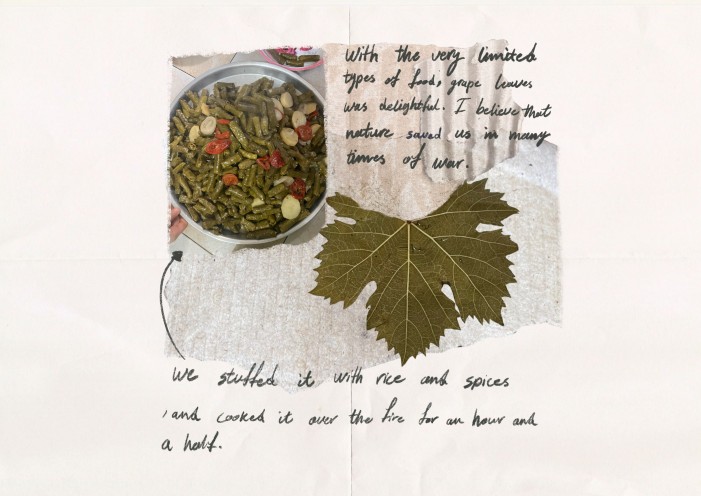 With the very limited
types of food, grape leaves
was delightful. I believe that
nature saved us in many
times of war.
We stuffed it with rice and spices
, and cooked it over the fire for an hour and
a half.